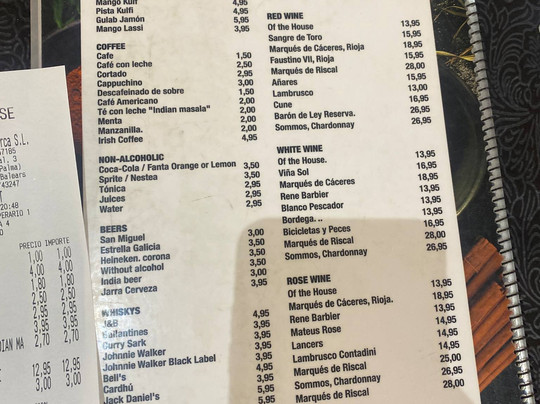 Mango Kulfi
Pista Kulfi 4,95
Gulab Jamón
Mango Lassi 3,95
COFFEE
Cafe 1,50
Café con leche 2,50
Cortado 2,95
Cappuchino 3,00
Descafeinado de sobre 1,50
Café Americano 2,00
Té con leche "Indian masala" 2,95
Menta 2,00
Manzanilla. 2,00
Irish Coffee 4,95
NON-ALCOHOLIC
Coca-Cola / Fanta Orange or Lemon 3,50
Sprite / Nestea 3,50
Tónica 2,95
Juices 2,95
Water 2,95
BEERS
San Miguel 3,00
Estrella Galicia 3,50
Heineken. corona 3,00
Without alcohol 3,00
India beer 3,00
Jarra Cerveza 3,95
WHISKYS
J&B 4,95
Ballantines 3,95
Curry Sark 3,95
Johnnie Walker 3,95
Johnnie Walker Black Label 4,95
Bell's 3,95
Cardhú 3,95
Jack Daniel's 3,95
RED WINE
Of the House 13,95
Sangre de Toro 15,95
Marqués de Cáceres, Rioja 18,95
Faustino VII, Rioja 15,95
Marqués de Riscal 28,00
Añares 15,95
Lambrusco 13,00
Cune 16,95
Barón de Ley Reserva. 26,95
Sommos, Chardonnay 26,95
WHITE WINE
Of the House. 13,95
Viña Sol 16,95
Marqués de Cáceres 18,95
Rene Barbier 13,95
Blanco Pescador 13,95
Bordega. .. 13,95
Bicicletas y Peces 16,95
Marqués de Riscal 28,00
Sommos, Chardonnay 26,95
ROSE WINE
Of the House 13,95
Marqués de Cáceres, Rioja. 18,95
Rene Barbier 13,95
Mateus Rose 14,95
Lancers 14,95
Lambrusco Contadini 14,95
Marqués de Riscal 25,00
Sommos, Chardonnay 26,95
Marqués de Riscal 28,00
SE
rca S.L.
Palma)
Balears
43247
20:48
PERARIO 1
PRECIO IMPORTE
1,00 1,00
4,00 4,00
1,80 1,80
2,50 2,50
3,95 3,95
DIAN MA 2,70 2,70
12,95 12,95
3,00 3,00